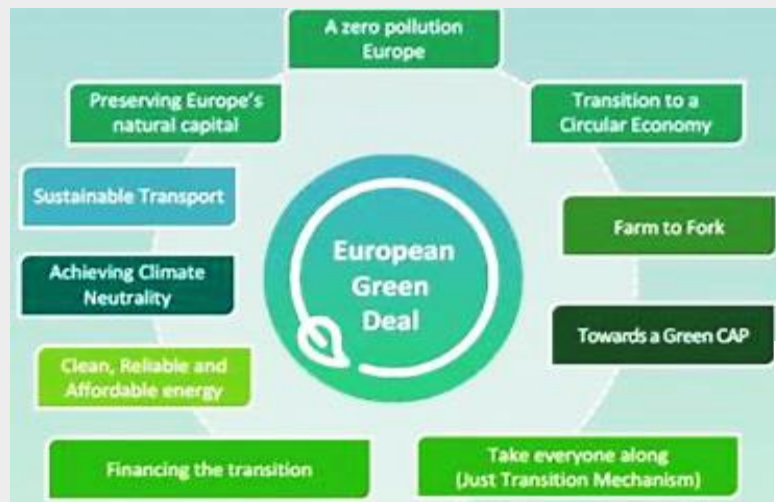 A zero pollution
Europe
Preserving Europe's
natural capital
Transition to a
Circular Economy
Sustainable Transport
Farm to Fork
European
Green
Deal
Achieving Climate
Neutrality
Towards a Green CAP
Clean, Reliable and
Affordable energy
Financing the transition
Take everyone along
(Just Transition Mechanism)